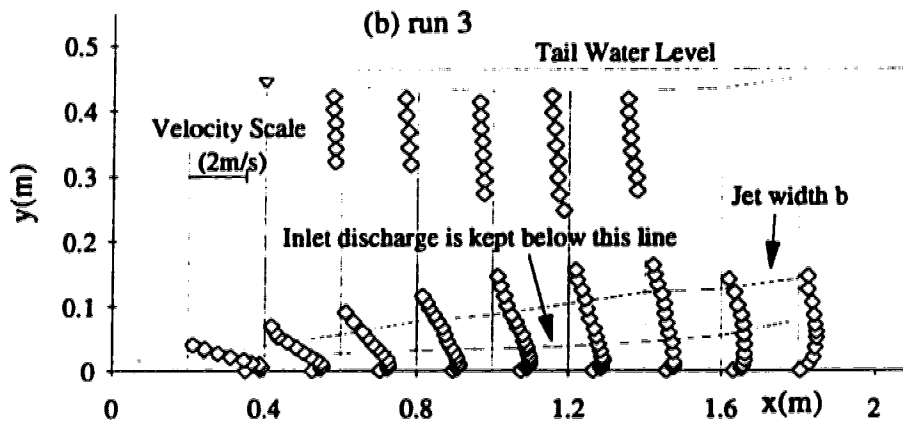 (b) run 3
0.5
Tail Water Level
0.4
Velocity Scale
(2m/s)
0.3
y(m)
Jet width b
0.2
Inlet discharge is kept below this line
0.1
0
0 0.4 0.8 1.2 1.6 x(m) 2